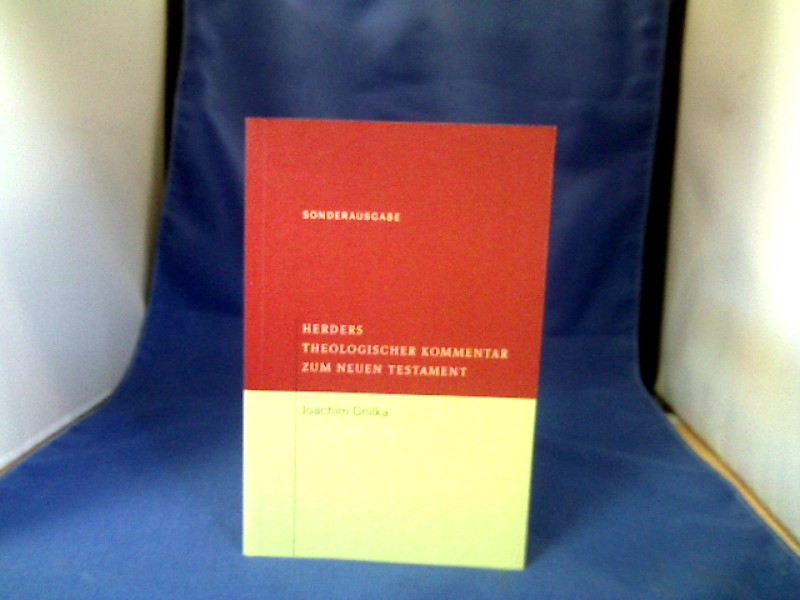 SONDERAUSGABE
HERDERS
THEOLOGISCHER KOMMENTAR
ZUM NEUEN TESTAMENT
Joachim Gnilka